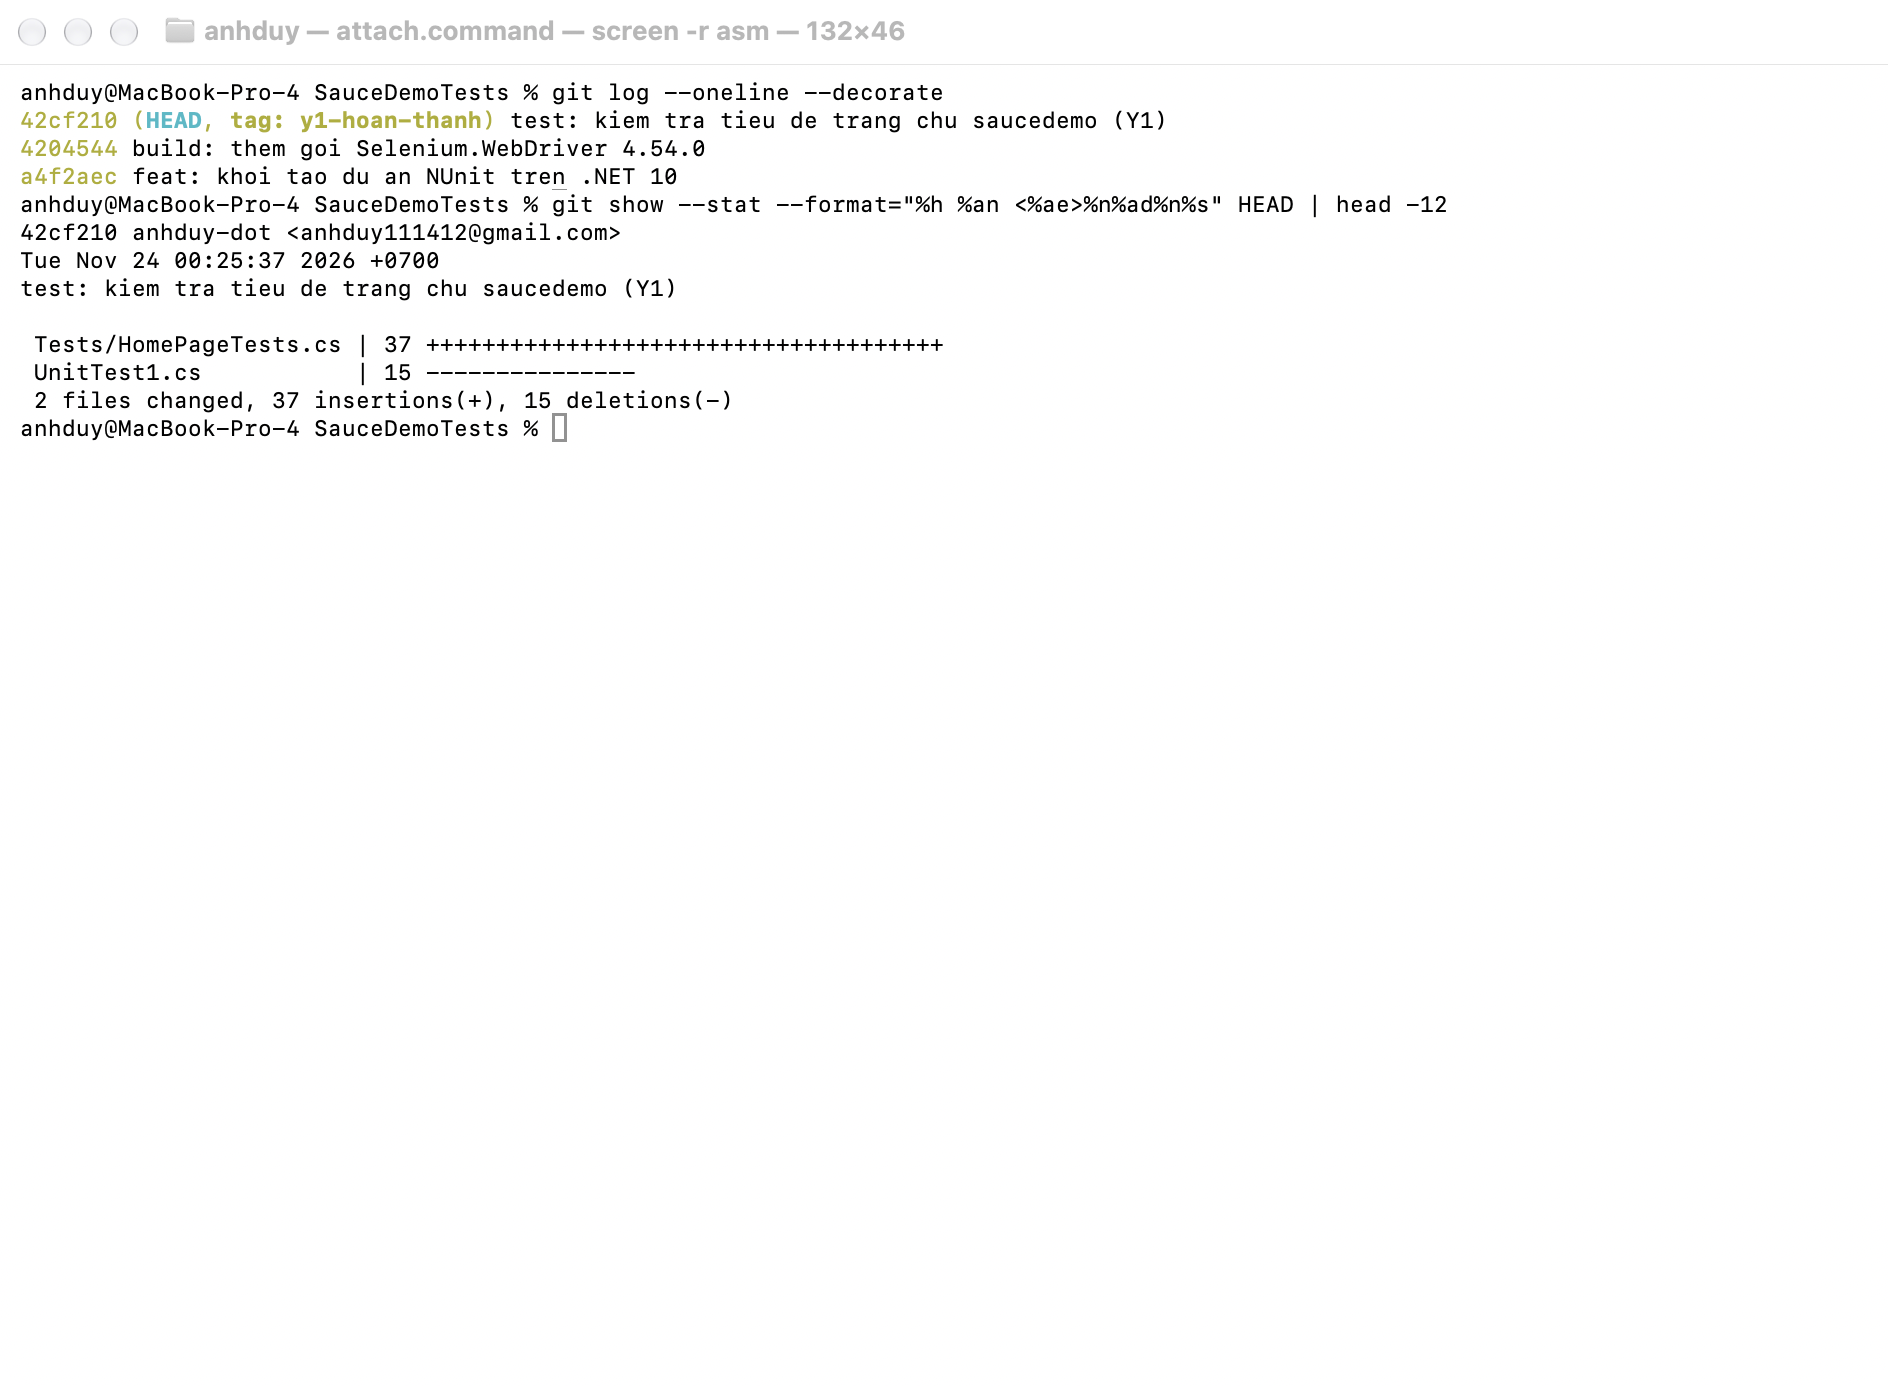 anhduy — attach.command — screen -r asm — 132×46
anhduy@MacBook-Pro-4 SauceDemoTests % git log --oneline --decorate
42cf210 (HEAD, tag: y1-hoan-thanh) test: kiem tra tieu de trang chu saucedemo (Y1)
4204544 build: them goi Selenium.WebDriver 4.54.0
a4f2aec feat: khoi tao du an NUnit tren .NET 10
anhduy@MacBook-Pro-4 SauceDemoTests % git show --stat --format="%h %an <%ae>%n%ad%n%s" HEAD | head -12
42cf210 anhduy-dot <anhduy111412@gmail.com>
Tue Nov 24 00:25:37 2026 +0700
test: kiem tra tieu de trang chu saucedemo (Y1)
Tests/HomePageTests.cs | 37 +++++++++++++++++++++++++++++++++++++
UnitTest1.cs           | 15 ---------------
2 files changed, 37 insertions(+), 15 deletions(-)
anhduy@MacBook-Pro-4 SauceDemoTests %